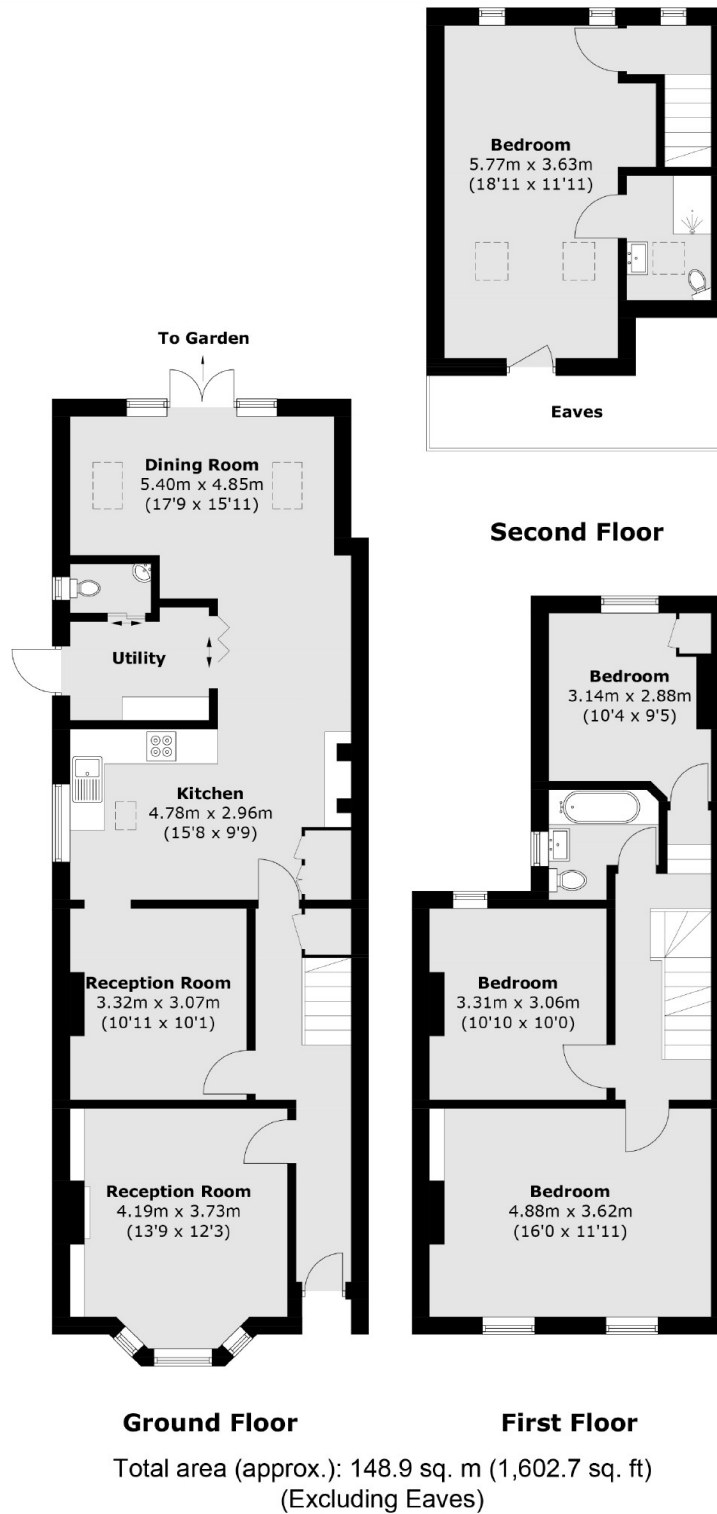 Bedroom
5.77m x 3.63m
(18'11 x 11'11)
Eaves
Second Floor
To Garden
Dining Room
5.40m x 4.85m
(17'9 x 15'11)
Utility
Kitchen
4.78m x 2.96m
(15'8 x 9'9)
Reception Room
3.32m x 3.07m
(10'11 x 10'1)
Reception Room
4.19m x 3.73m
(13'9 x 12'3)
Ground Floor
Bedroom
3.14m x 2.88m
(10'4 x 9'5)
Bedroom
3.31m x 3.06m
(10'10 x 10'0)
Bedroom
4.88m x 3.62m
(16'0 x 11'11)
First Floor
Total area (approx.): 148.9 sq. m (1,602.7 sq. ft)
(Excluding Eaves)